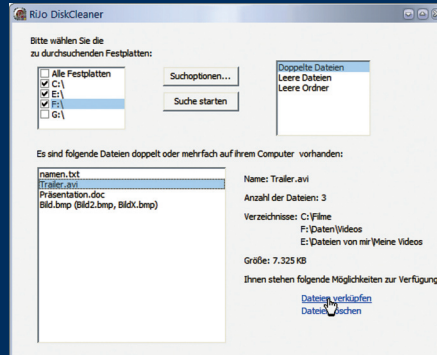 RiJo DiskCleaner
Bitte wählen Sie die
zu durchsuchenden Festplatten:
Alle Festplatten
C:\
E:\
F:\
G:\
Suchoptionen...
Suche starten
Doppelte Dateien
Leere Dateien
Leere Ordner
Es sind folgende Dateien doppelt oder mehrfach auf ihrem Computer vorhanden:
namen.txt
Trailer.avi
Präsentation.doc
Bild.bmp (Bild2.bmp, BildX.bmp)
Name: Trailer.avi
Anzahl der Dateien: 3
Verzeichnisse: C:\Filme
F:\Daten\Videos
E:\Dateien von mir\Meine Videos
Größe: 7.325 KB
Ihnen stehen folgende Möglichkeiten zur Verfügung
Dateien verküpfen
Dateien löschen